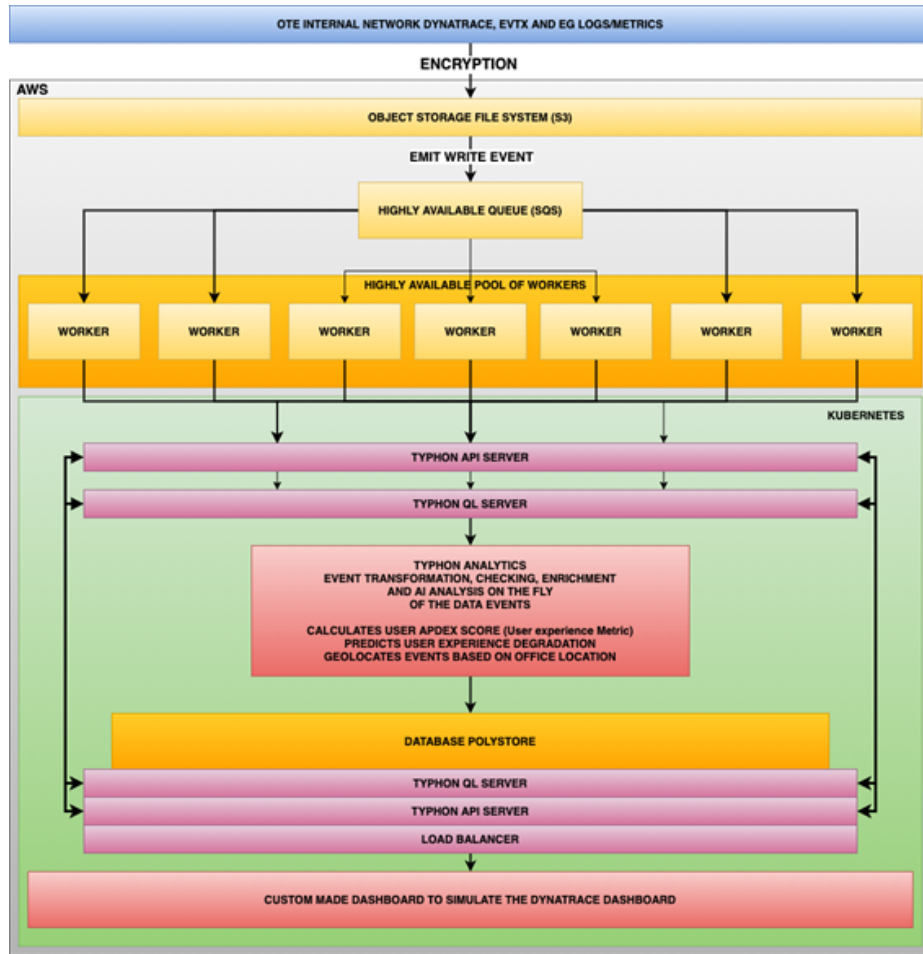 OTE INTERNAL NETWORK DYNATRACE, EVTX AND EG LOGS/METRICS
ENCRYPTION
AWS
OBJECT STORAGE FILE SYSTEM (S3)
EMIT WRITE EVENT
HIGHLY AVAILABLE QUEUE (SQS)
HIGHLY AVAILABLE POOL OF WORKERS
WORKER
WORKER
WORKER
WORKER
WORKER
WORKER
WORKER
KUBERNETES
TYPHON API SERVER
TYPHON QL SERVER
TYPHON ANALYTICS
EVENT TRANSFORMATION, CHECKING, ENRICHMENT
AND AI ANALYSIS ON THE FLY
OF THE DATA EVENTS
CALCULATES USER APDEX SCORE (User experience Metric)
PREDICTS USER EXPERIENCE DEGRADATION
GEOLOCATES EVENTS BASED ON OFFICE LOCATION
DATABASE POLYSTORE
TYPHON QL SERVER
TYPHON API SERVER
LOAD BALANCER
CUSTOM MADE DASHBOARD TO SIMULATE THE DYNATRACE DASHBOARD